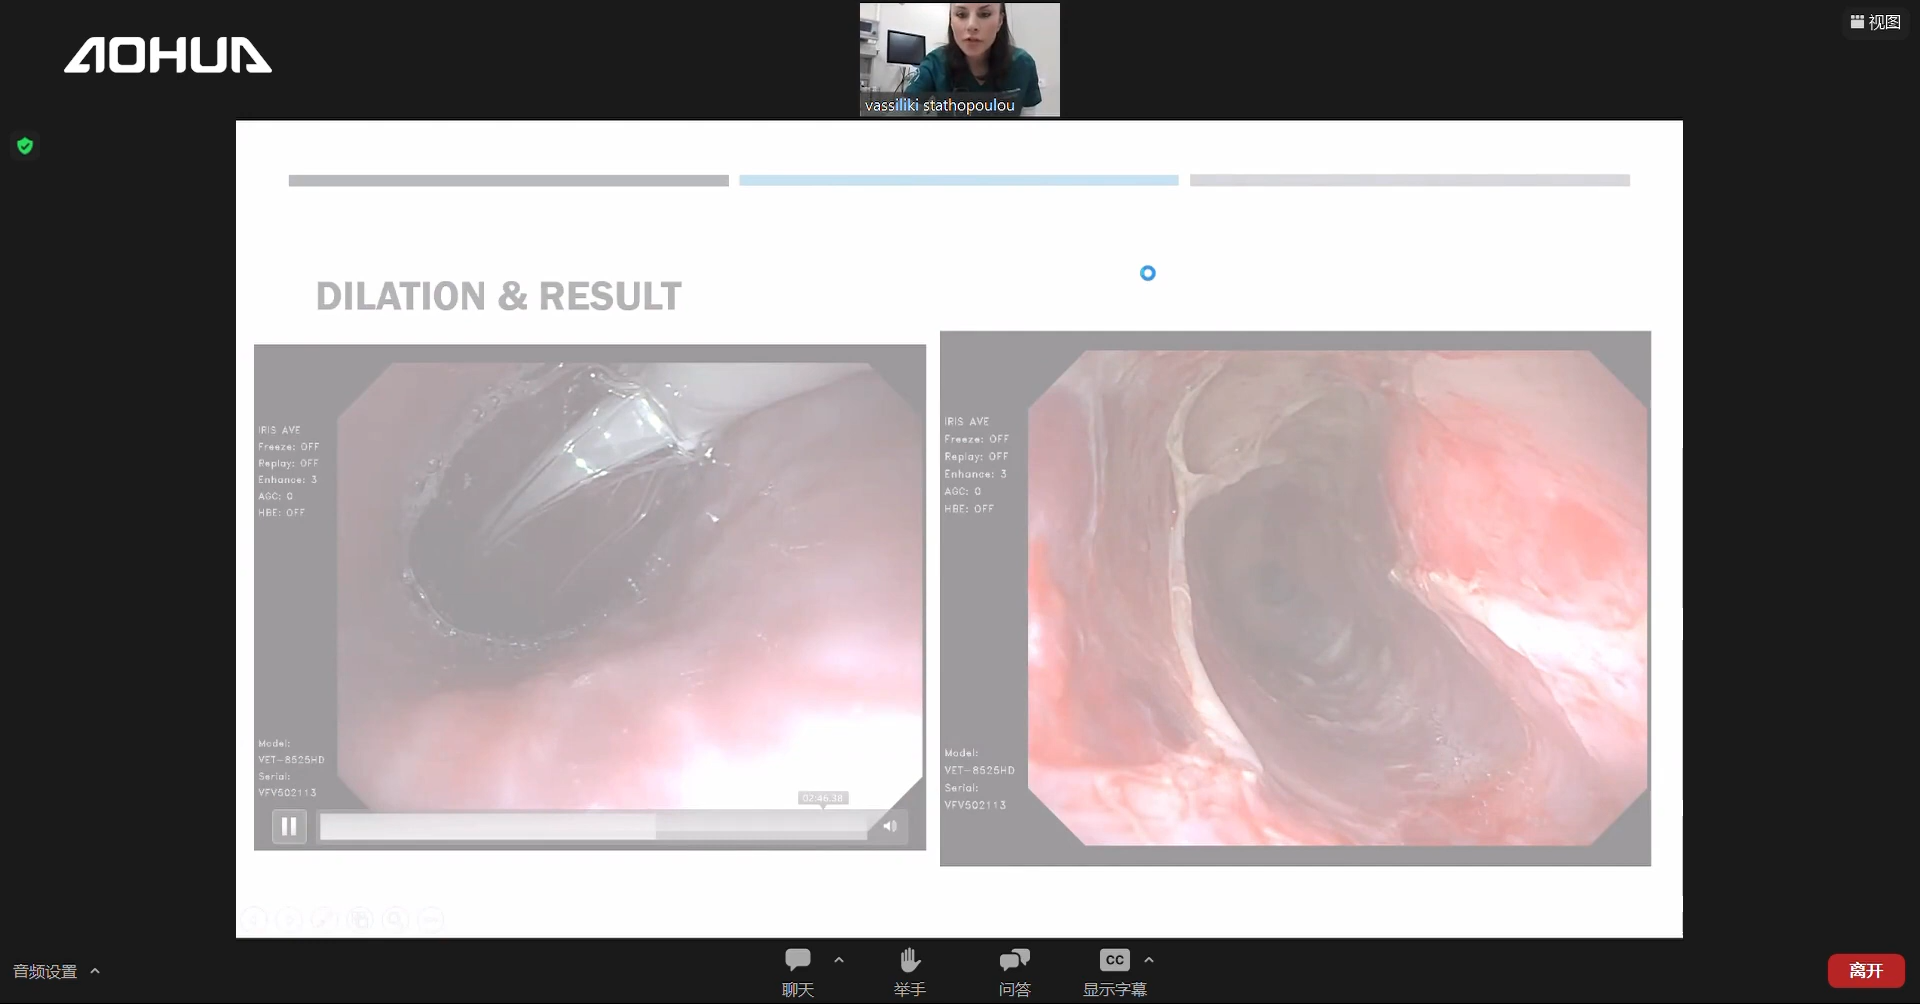 AOHUA
vassiliki stathopoulou
视图
DILATION & RESULT
IRIS AVE
Freeze: OFF
Replay: OFF
Enhance: 3
AGC: 0
HBE: OFF
Model:
VET-8525HD
Serial:
VFV502113
02:46.38
IRIS AVE
Freeze: OFF
Replay: OFF
Enhance: 3
AGC: 0
HBE: OFF
Model:
VET-8525HD
Serial:
VFV502113
音频设置
聊天
举手
问答
CC
显示字幕
离开